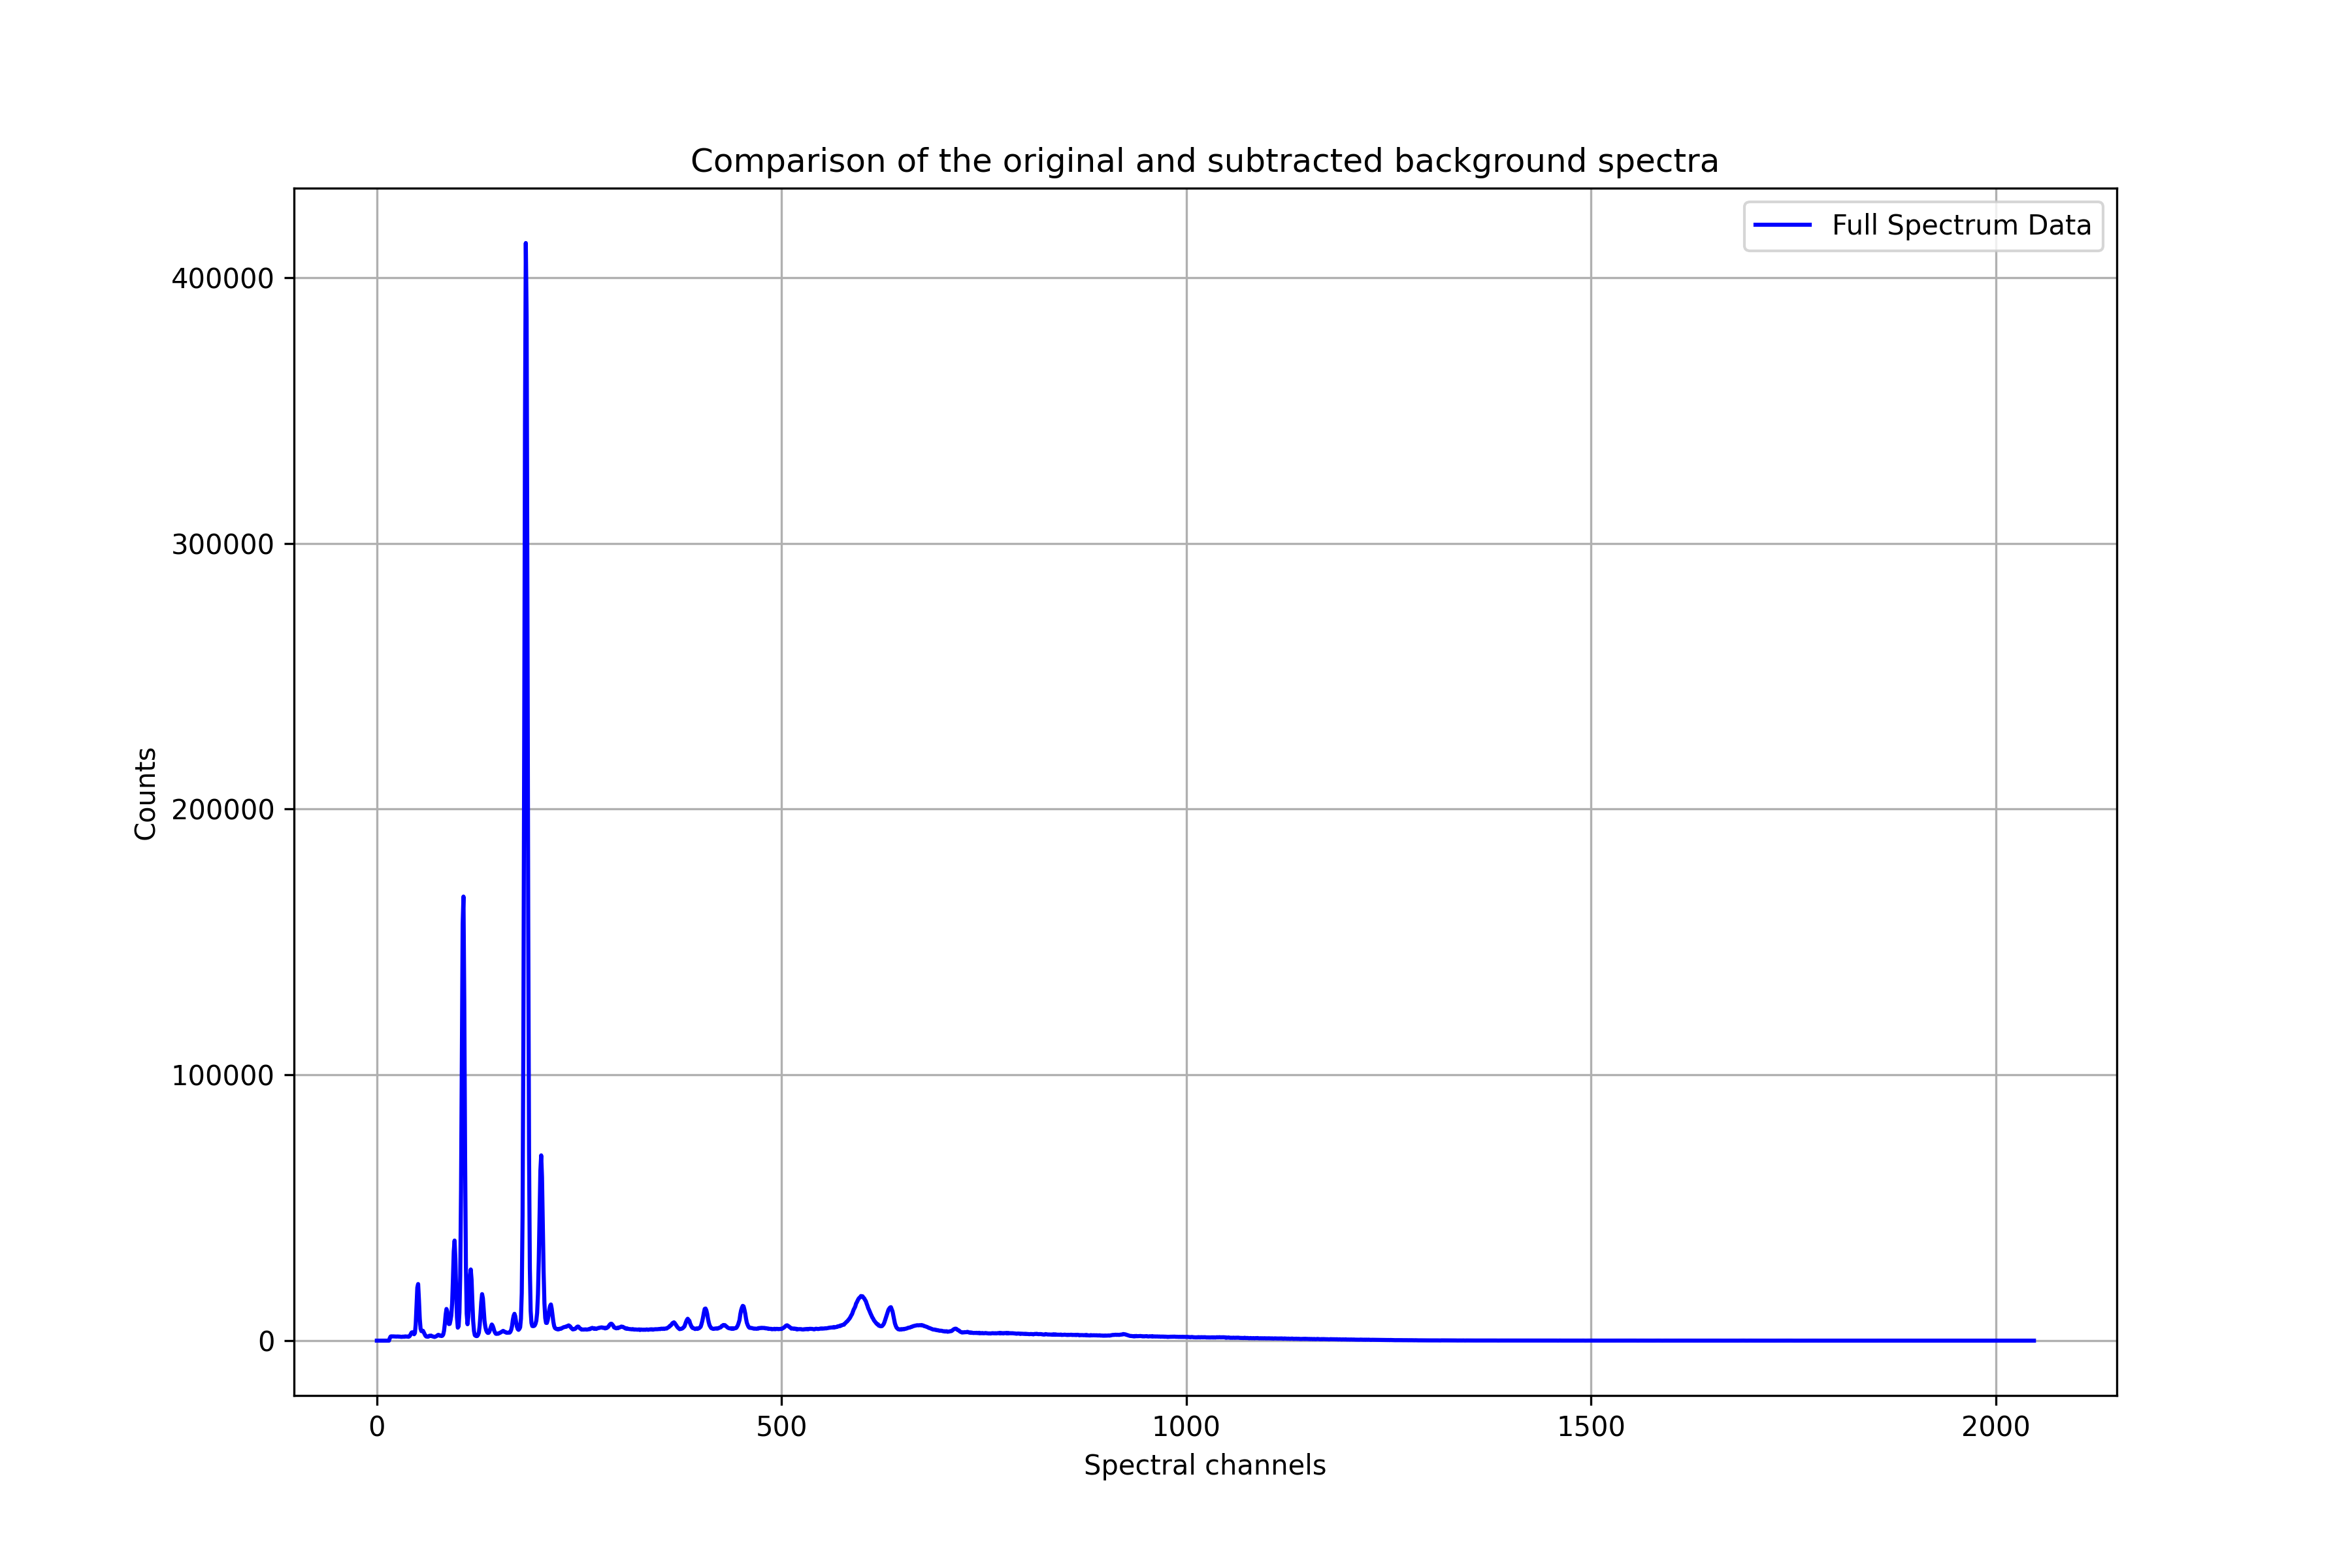 Comparison of the original and subtracted background spectra
Full Spectrum Data
400000
300000
200000
100000
0
Counts
0 500 1000 1500 2000
Spectral channels